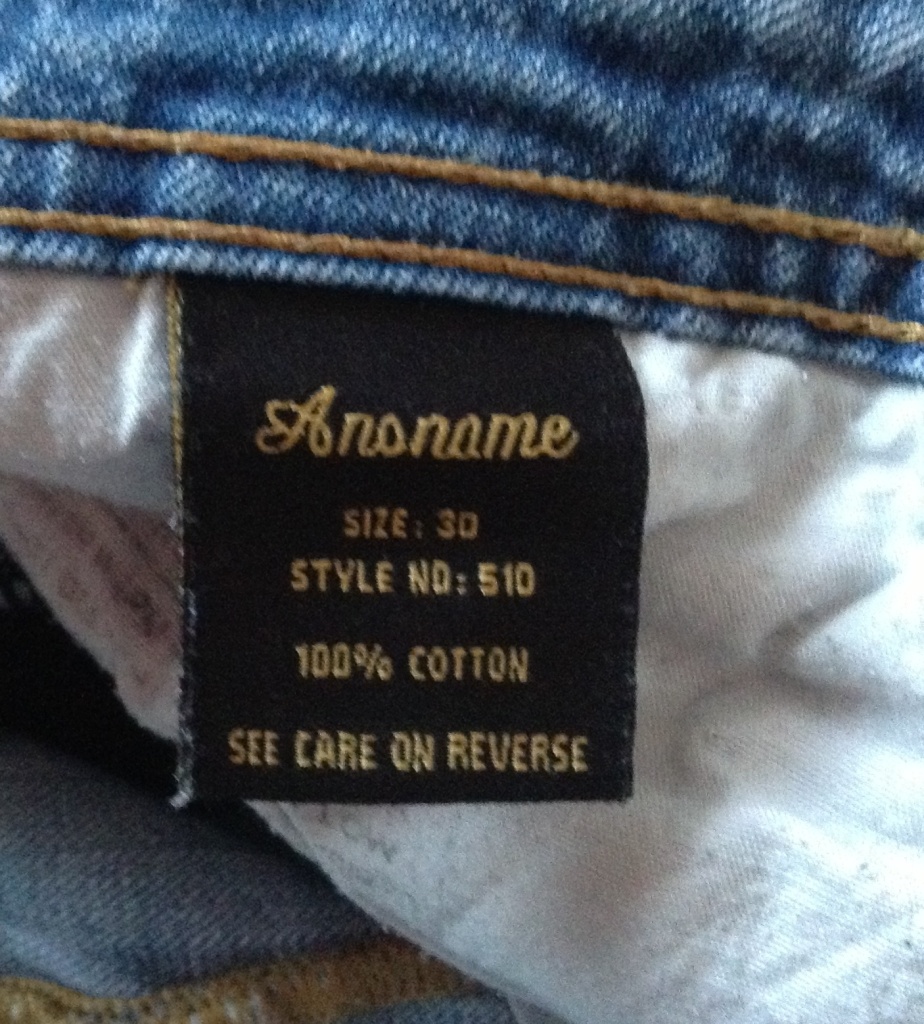 Anoname
SIZE: 30
STYLE NO: 510
100% COTTON
SEE CARE ON REVERSE